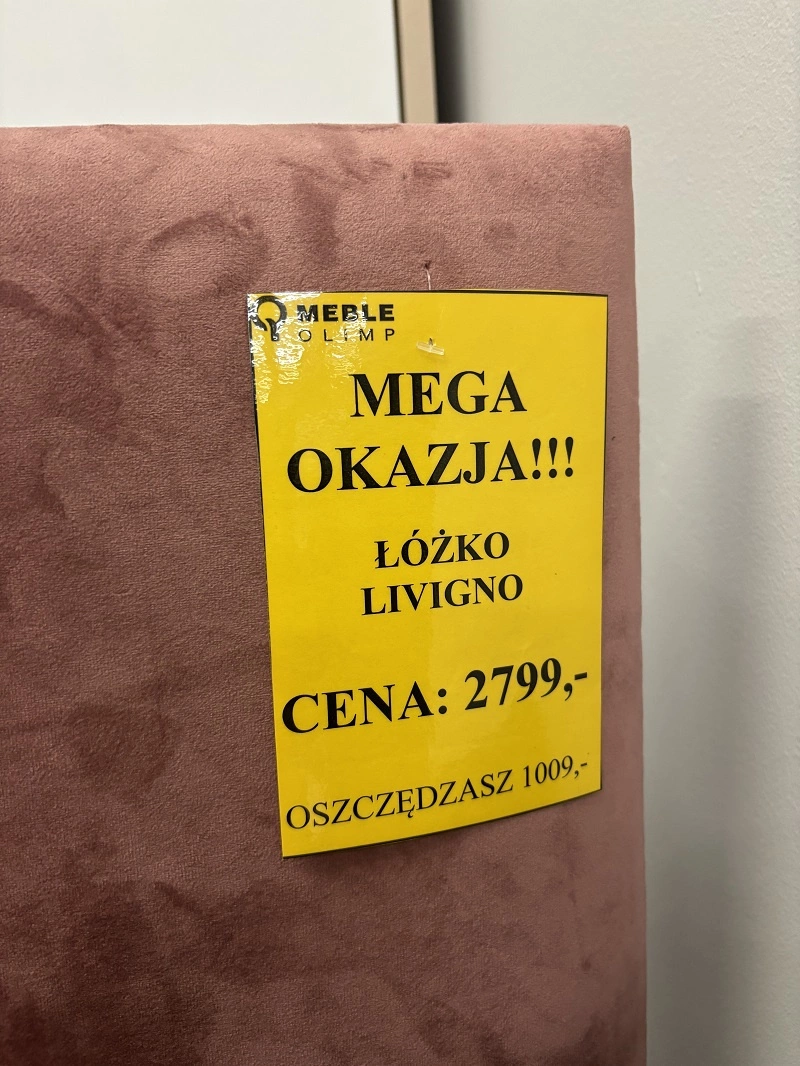 MEBLE
OLIMP
MEGA
OKAZJA!!!
ŁÓŻKO
LIVIGNO
CENA: 2799,-
OSZCZĘDZASZ 1009,-